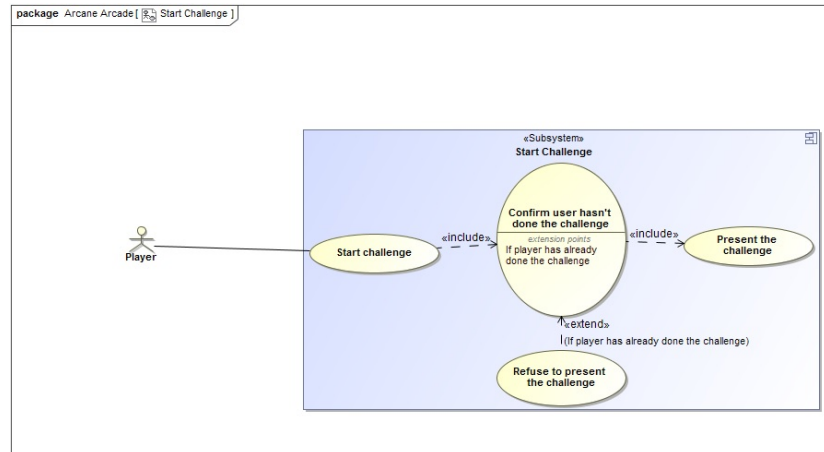 package Arcane Arcade [ Start Challenge ]
«Subsystem»
Start Challenge
Confirm user hasn't
done the challenge
extension points
If player has already
done the challenge
Player
Start challenge
«include»
«include»
Present the
challenge
«extend»
(If player has already done the challenge)
Refuse to present
the challenge